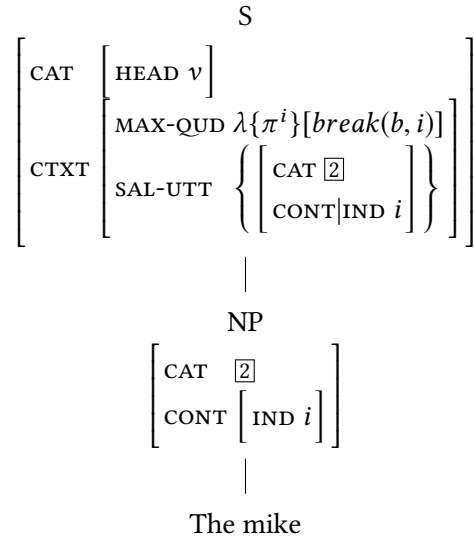 S
CAT [HEAD v]
CTXT [MAX-QUD λ{π^i}[break(b, i)]
SAL-UTT { [CAT 2
CONT|IND i] } ]
NP
[CAT 2
CONT [IND i] ]
The mike